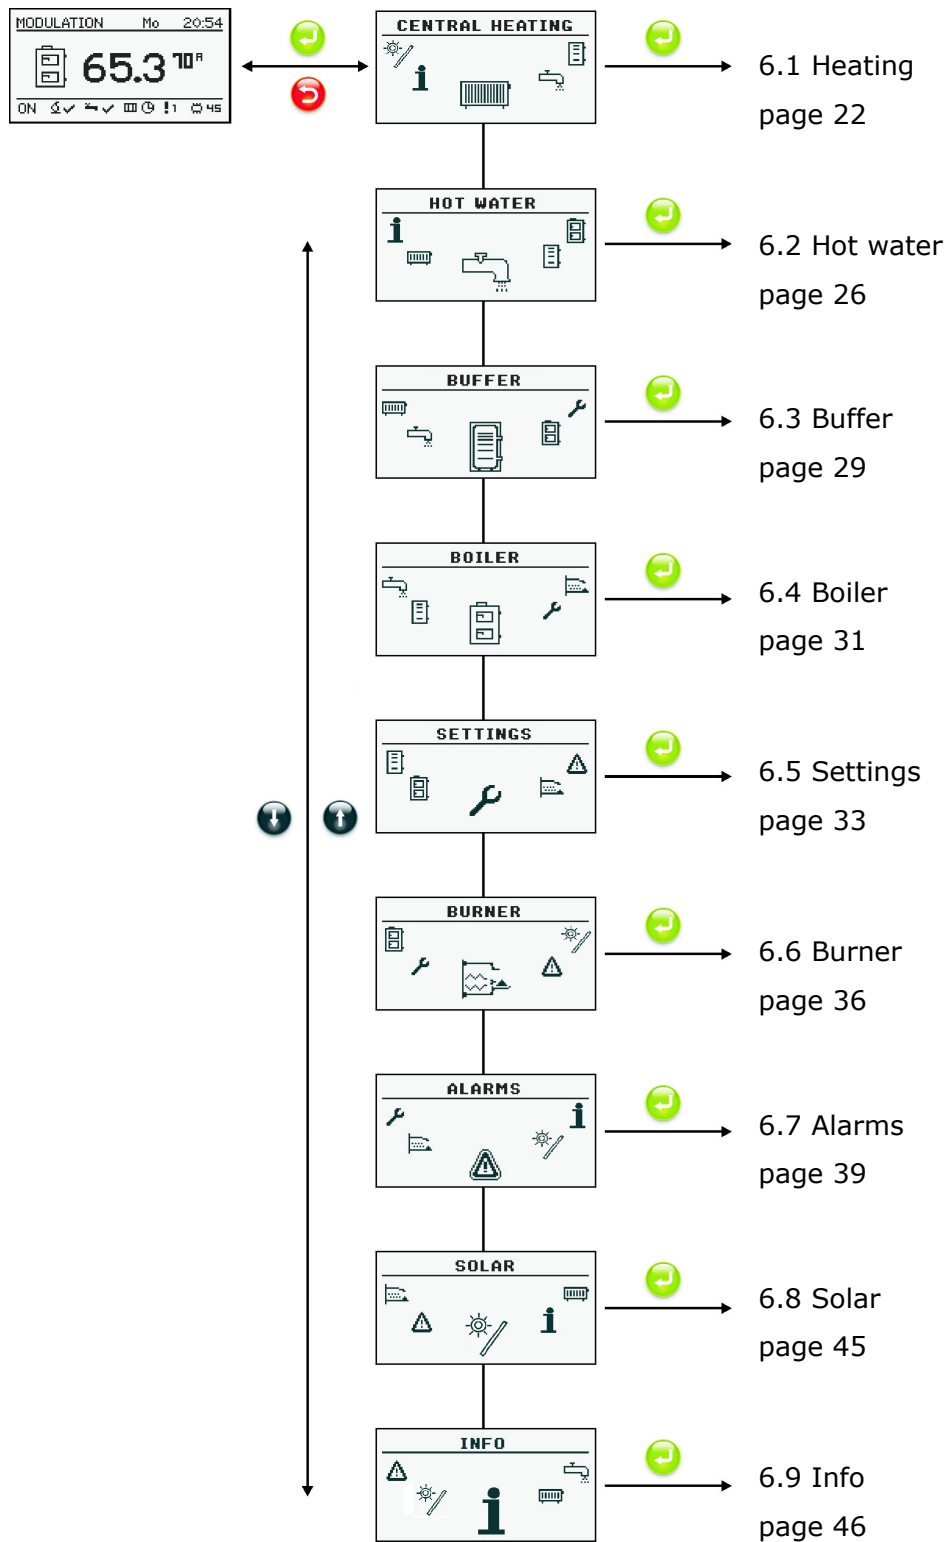 MODULATION Mo 20:54
65.3 70°
ON 1 45
CENTRAL HEATING
6.1 Heating
page 22
HOT WATER
6.2 Hot water
page 26
BUFFER
6.3 Buffer
page 29
BOILER
6.4 Boiler
page 31
SETTINGS
6.5 Settings
page 33
BURNER
6.6 Burner
page 36
ALARMS
6.7 Alarms
page 39
SOLAR
6.8 Solar
page 45
INFO
6.9 Info
page 46